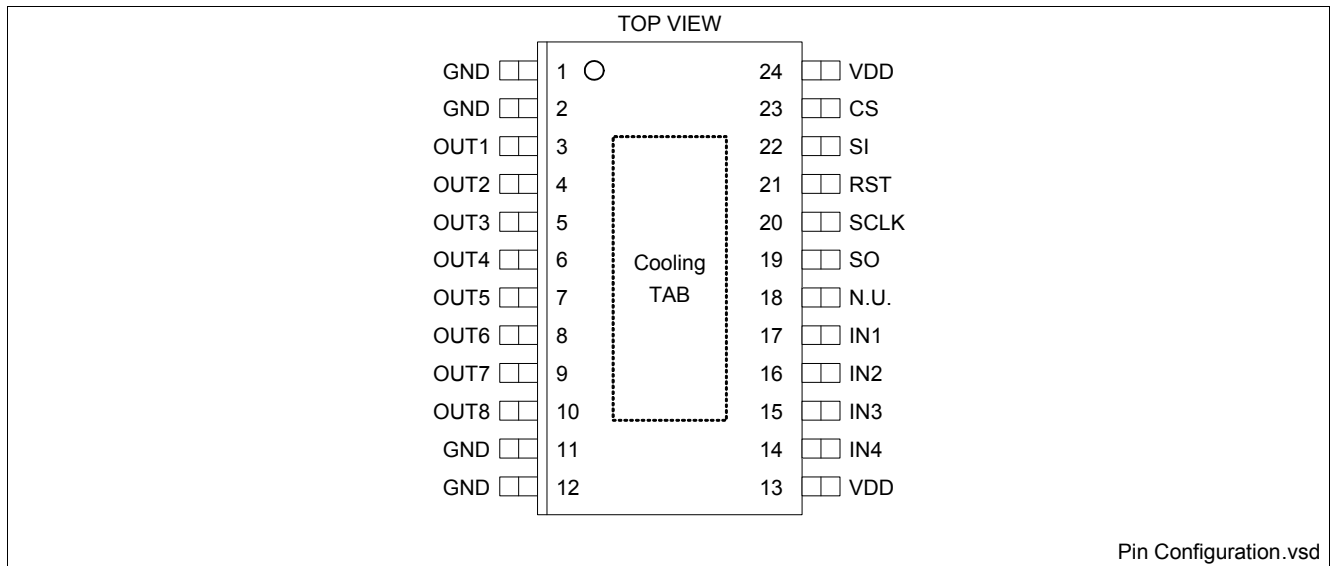 TOP VIEW
GND 1 24 VDD
GND 2 23 CS
OUT1 3 22 SI
OUT2 4 21 RST
OUT3 5 20 SCLK
OUT4 6 Cooling 19 SO
OUT5 7 TAB 18 N.U.
OUT6 8 17 IN1
OUT7 9 16 IN2
OUT8 10 15 IN3
GND 11 14 IN4
GND 12 13 VDD
Pin Configuration.vsd